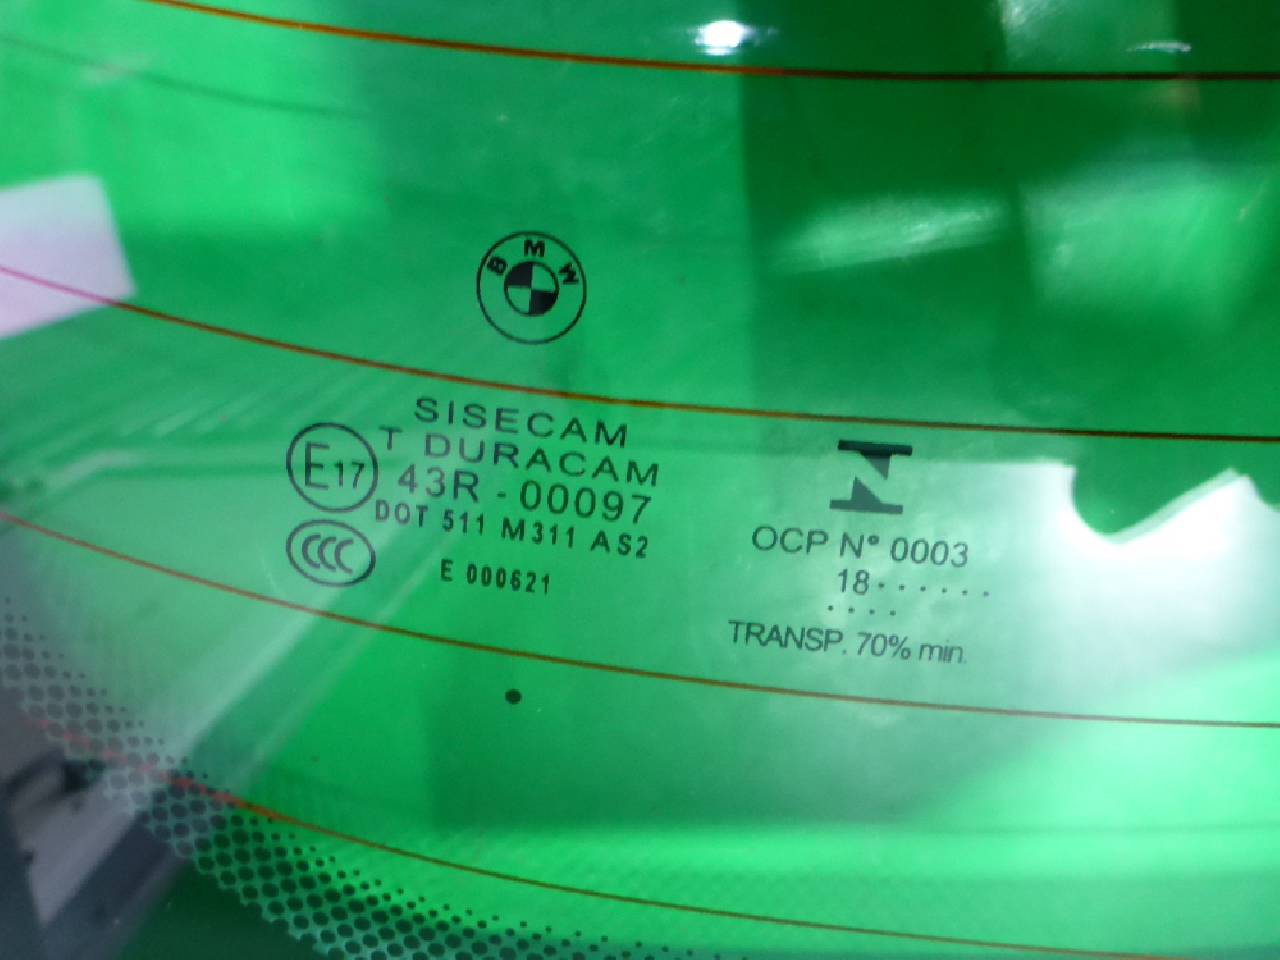 BMW
SISECAM
T DURACAM
E17
43R - 00097
DOT 511 M311 AS2
CCC
E 000621
OCP N° 0003
18 · · · · · ·
· · · ·
TRANSP. 70% min.